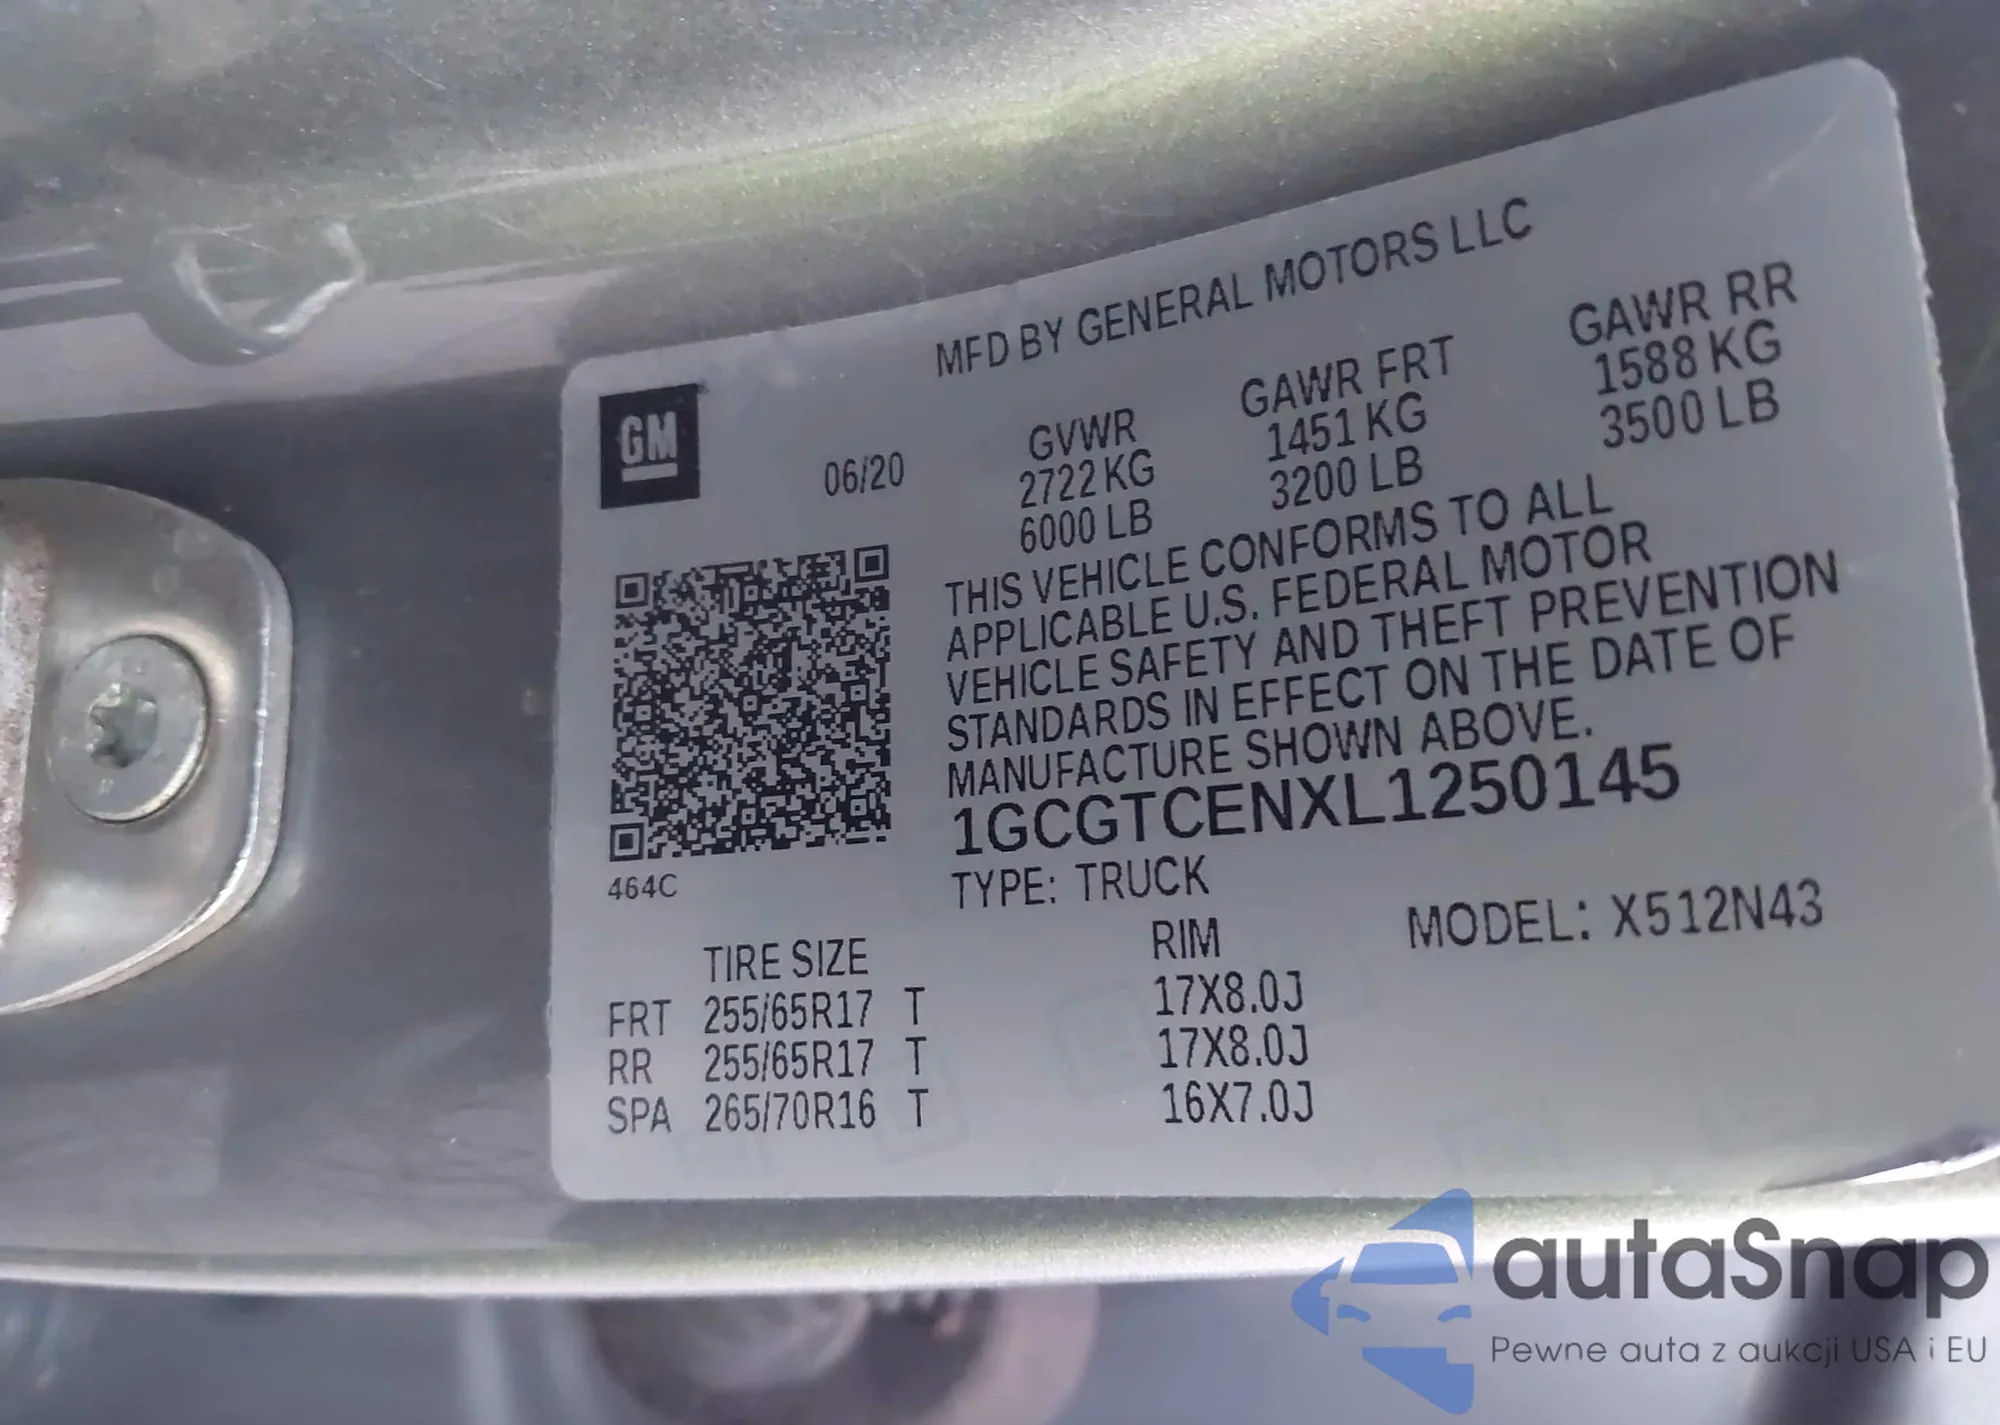 MFD BY GENERAL MOTORS LLC
GM
06/20
GVWR
2722 KG
6000 LB
GAWR FRT
1451 KG
3200 LB
GAWR RR
1588 KG
3500 LB
THIS VEHICLE CONFORMS TO ALL
APPLICABLE U.S. FEDERAL MOTOR
VEHICLE SAFETY AND THEFT PREVENTION
STANDARDS IN EFFECT ON THE DATE OF
MANUFACTURE SHOWN ABOVE.
1GCGTCENXL1250145
464C
TYPE: TRUCK
MODEL: X512N43
TIRE SIZE RIM
FRT 255/65R17 T 17X8.0J
RR 255/65R17 T 17X8.0J
SPA 265/70R16 T 16X7.0J
autaSnap
Pewne auta z aukcji USA i EU